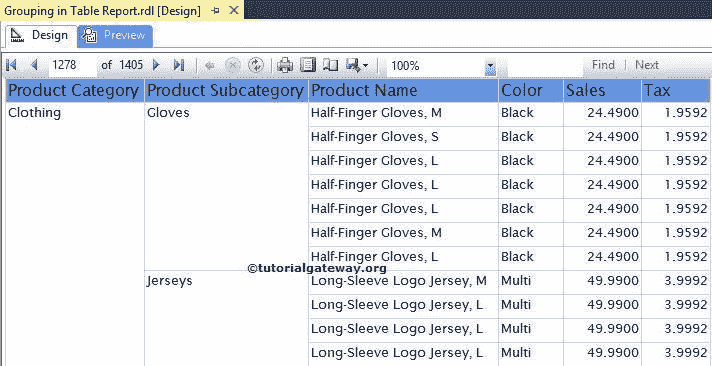 Grouping in Table Report.rdl [Design]
Design Preview
1278 of 1405 100% Find | Next
Product Category Product Subcategory Product Name Color Sales Tax
Clothing Gloves Half-Finger Gloves, M Black 24.4900 1.9592
Half-Finger Gloves, S Black 24.4900 1.9592
Half-Finger Gloves, L Black 24.4900 1.9592
Half-Finger Gloves, L Black 24.4900 1.9592
Half-Finger Gloves, L Black 24.4900 1.9592
Half-Finger Gloves, M Black 24.4900 1.9592
Half-Finger Gloves, L Black 24.4900 1.9592
©tutorialgateway.org
Jerseys Long-Sleeve Logo Jersey, M Multi 49.9900 3.9992
Long-Sleeve Logo Jersey, L Multi 49.9900 3.9992
Long-Sleeve Logo Jersey, L Multi 49.9900 3.9992
Long-Sleeve Logo Jersey, L Multi 49.9900 3.9992